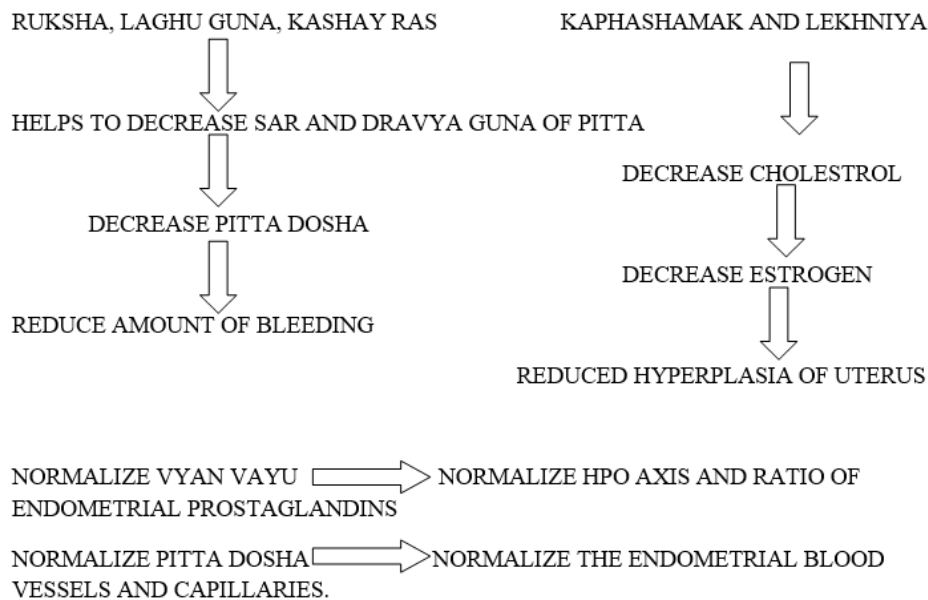 RUKSHA, LAGHU GUNA, KASHAY RAS
HELPS TO DECREASE SAR AND DRAVYA GUNA OF PITTA
DECREASE PITTA DOSHA
REDUCE AMOUNT OF BLEEDING
KAPHASHAMAK AND LEKHNIYA
DECREASE CHOLESTROL
DECREASE ESTROGEN
REDUCED HYPERPLASIA OF UTERUS
NORMALIZE VYAN VAYU NORMALIZE HPO AXIS AND RATIO OF
ENDOMETRIAL PROSTAGLANDINS
NORMALIZE PITTA DOSHA NORMALIZE THE ENDOMETRIAL BLOOD
VESSELS AND CAPILLARIES.